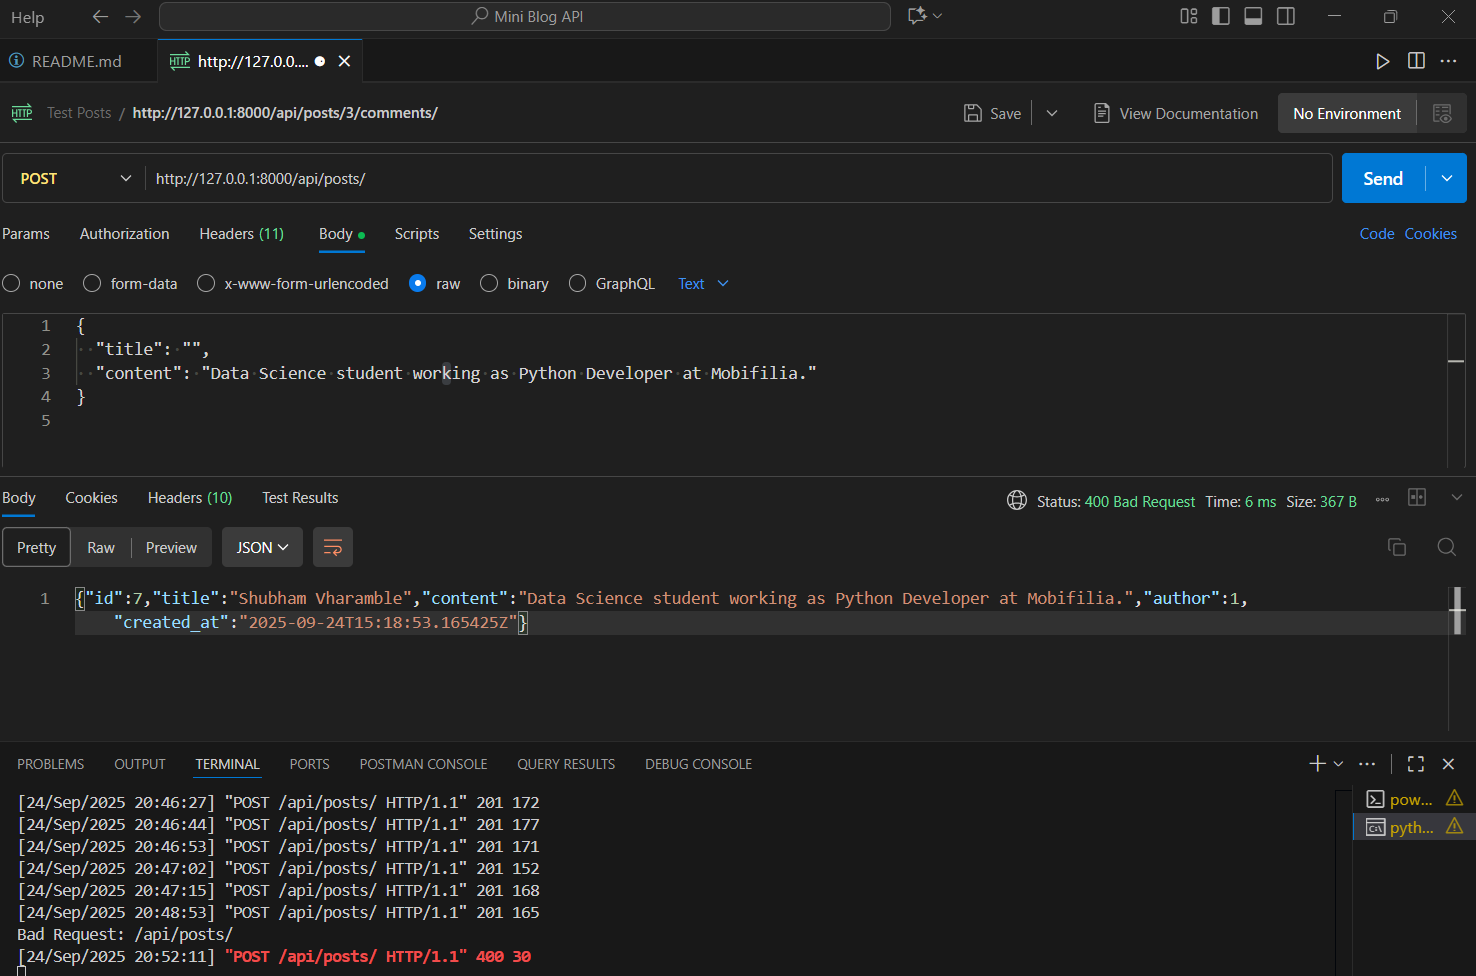 Help
Mini Blog API
README.md
HTTP http://127.0.0....
HTTP Test Posts / http://127.0.0.1:8000/api/posts/3/comments/
Save
View Documentation
No Environment
POST
http://127.0.0.1:8000/api/posts/
Send
Params Authorization Headers (11) Body Scripts Settings
Code Cookies
none form-data x-www-form-urlencoded raw binary GraphQL Text
1 {
2 "title": "",
3 "content": "Data Science student working as Python Developer at Mobifilia."
4 }
5
Body Cookies Headers (10) Test Results
Status: 400 Bad Request Time: 6 ms Size: 367 B
Pretty Raw Preview JSON
1 {"id":7,"title":"Shubham Vharamble","content":"Data Science student working as Python Developer at Mobifilia.","author":1,
"created_at":"2025-09-24T15:18:53.165425Z"}
PROBLEMS OUTPUT TERMINAL PORTS POSTMAN CONSOLE QUERY RESULTS DEBUG CONSOLE
[24/Sep/2025 20:46:27] "POST /api/posts/ HTTP/1.1" 201 172
[24/Sep/2025 20:46:44] "POST /api/posts/ HTTP/1.1" 201 177
[24/Sep/2025 20:46:53] "POST /api/posts/ HTTP/1.1" 201 171
[24/Sep/2025 20:47:02] "POST /api/posts/ HTTP/1.1" 201 152
[24/Sep/2025 20:47:15] "POST /api/posts/ HTTP/1.1" 201 168
[24/Sep/2025 20:48:53] "POST /api/posts/ HTTP/1.1" 201 165
Bad Request: /api/posts/
[24/Sep/2025 20:52:11] "POST /api/posts/ HTTP/1.1" 400 30
pow...
pyth...